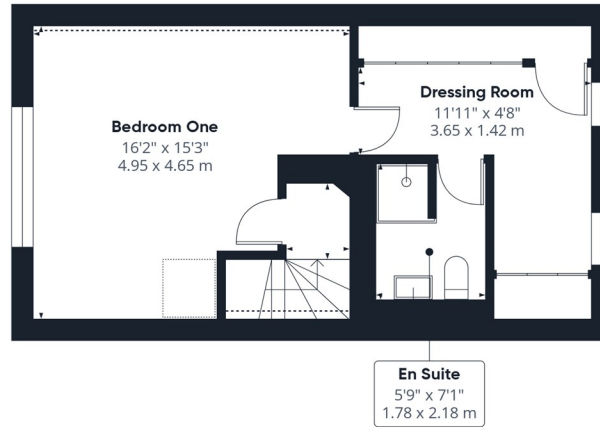 Bedroom One
16'2" x 15'3"
4.95 x 4.65 m
Dressing Room
11'11" x 4'8"
3.65 x 1.42 m
En Suite
5'9" x 7'1"
1.78 x 2.18 m